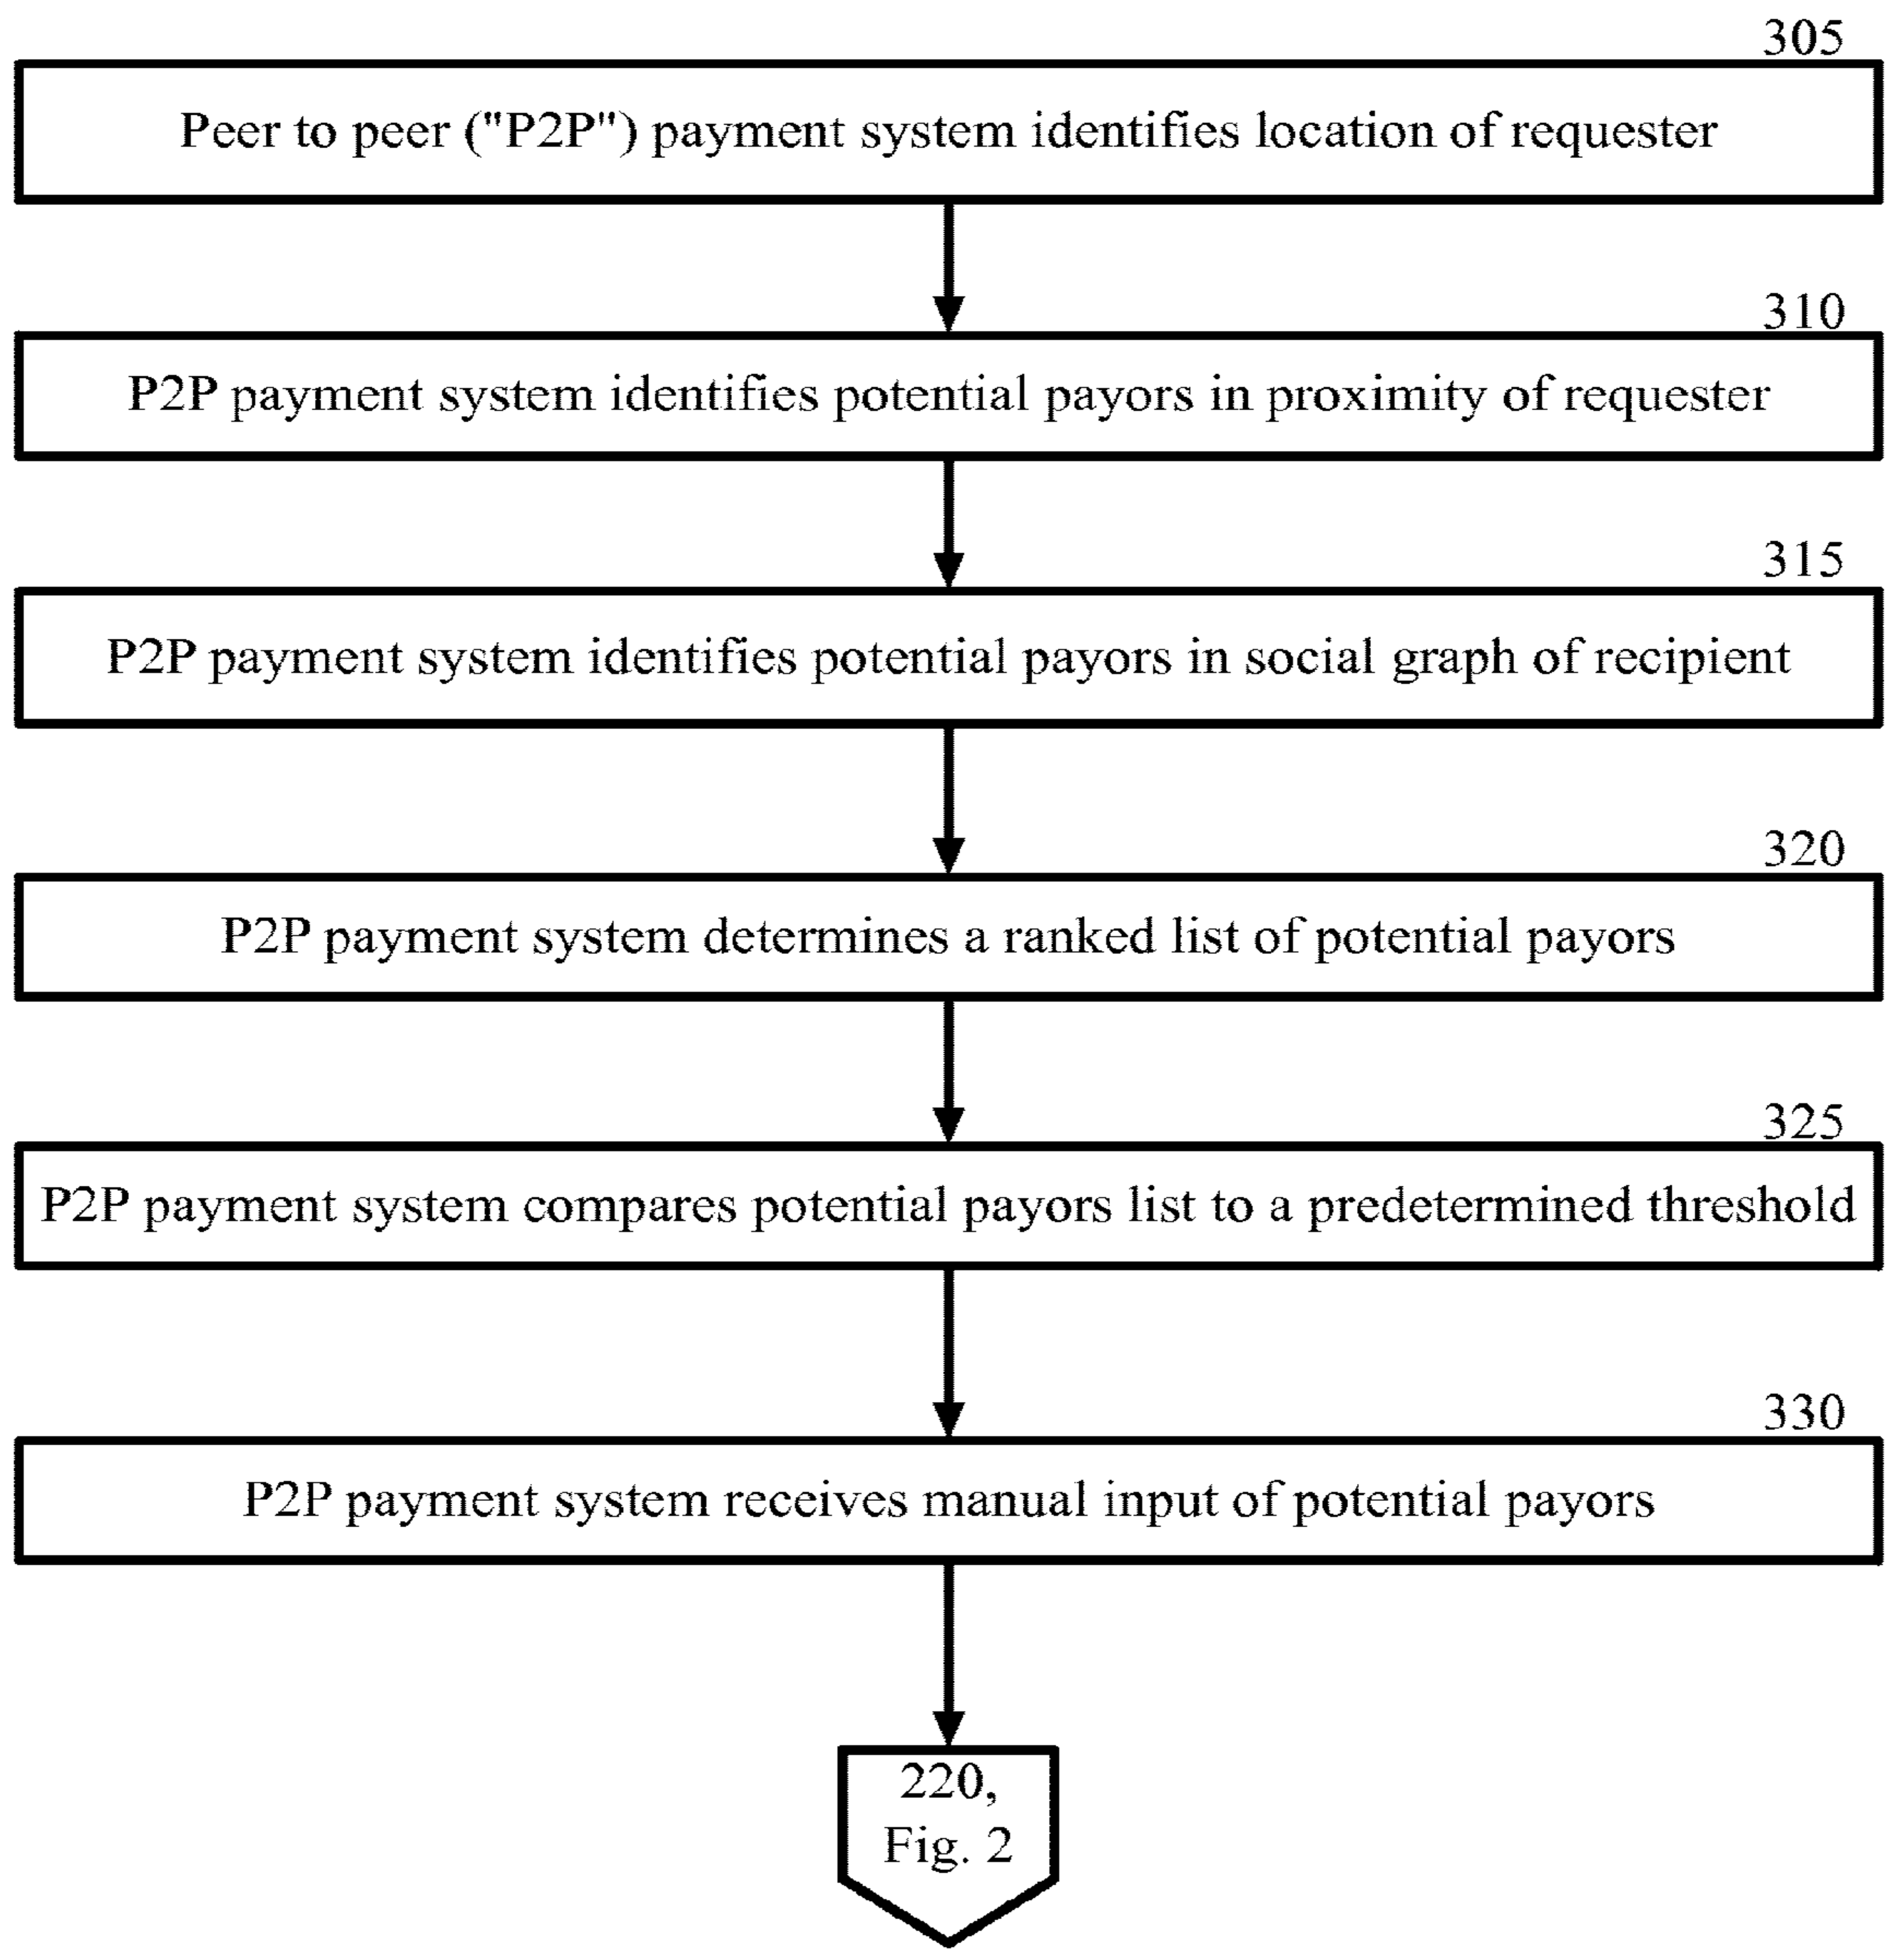 305
Peer to peer ("P2P") payment system identifies location of requester
310
P2P payment system identifies potential payors in proximity of requester
315
P2P payment system identifies potential payors in social graph of recipient
320
P2P payment system determines a ranked list of potential payors
325
P2P payment system compares potential payors list to a predetermined threshold
330
P2P payment system receives manual input of potential payors
220,
Fig. 2